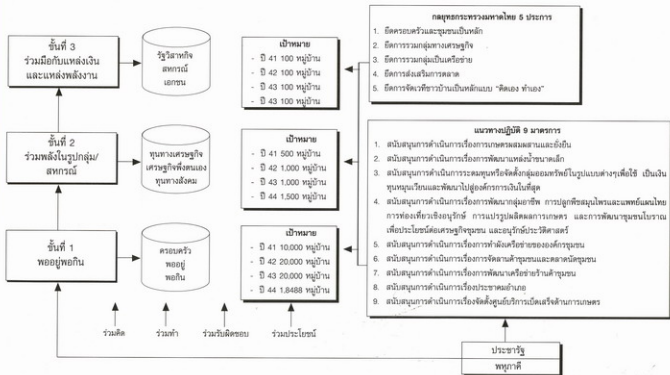 กลยุทธกระทรวงมหาดไทย 5 ประการ
1. ยึดครอบครัวและชุมชนเป็นหลัก
2. ยึดการรวมกลุ่มทางเศรษฐกิจ
3. ยึดการรวมกลุ่มเป็นเครือข่าย
4. ยึดการส่งเสริมการตลาด
5. ยึดการจัดเวทีชาวบ้านเป็นหลักแบบ "คิดเอง ทำเอง"
ขั้นที่ 3
ร่วมมือกับแหล่งเงิน
และแหล่งพลังงาน
รัฐวิสาหกิจ
สหกรณ์
เอกชน
เป้าหมาย
- ปี 41 100 หมู่บ้าน
- ปี 42 100 หมู่บ้าน
- ปี 43 100 หมู่บ้าน
- ปี 43 100 หมู่บ้าน
แนวทางปฏิบัติ 9 มาตรการ
1. สนับสนุนการดำเนินการเรื่องการเกษตรผสมผสานและยั่งยืน
2. สนับสนุนการดำเนินการเรื่องการพัฒนาแหล่งน้ำขนาดเล็ก
3. สนับสนุนการดำเนินการระดมทุนหรือจัดตั้งกลุ่มออมทรัพย์ในรูปแบบต่างๆเพื่อใช้ เป็นเงิน
ทุนหมุนเวียนและพัฒนาไปสู่องค์กรการเงินในที่สุด
4. สนับสนุนการดำเนินการเรื่องการพัฒนากลุ่มอาชีพ การปลูกพืชสมุนไพรและแพทย์แผนไทย
การท่องเที่ยวเชิงอนุรักษ์ การแปรรูปผลิตผลการเกษตร และการพัฒนาชุมชนโบราณ
เพื่อประโยชน์ต่อเศรษฐกิจชุมชน และอนุรักษ์ประวัติศาสตร์
5. สนับสนุนการดำเนินการเรื่องการทำผังเครือข่ายขององค์กรชุมชน
6. สนับสนุนการดำเนินการเรื่องการจัดลานค้าชุมชนและตลาดนัดชุมชน
7. สนับสนุนการดำเนินการเรื่องการพัฒนาเครือข่ายร้านค้าชุมชน
8. สนับสนุนการดำเนินการเรื่องประชาคมอำเภอ
9. สนับสนุนการดำเนินการเรื่องจัดตั้งศูนย์บริการเบ็ดเสร็จด้านการเกษตร
ขั้นที่ 2
ร่วมพลังในรูปกลุ่ม/
สหกรณ์
ทุนทางเศรษฐกิจ
เศรษฐกิจพึ่งตนเอง
ทุนทางสังคม
เป้าหมาย
- ปี 41 500 หมู่บ้าน
- ปี 42 1,000 หมู่บ้าน
- ปี 43 1,000 หมู่บ้าน
- ปี 44 1,500 หมู่บ้าน
ขั้นที่ 1
พออยู่พอกิน
ครอบครัว
พออยู่
พอกิน
เป้าหมาย
- ปี 41 10,000 หมู่บ้าน
- ปี 42 20,000 หมู่บ้าน
- ปี 43 20,000 หมู่บ้าน
- ปี 44 1,8488 หมู่บ้าน
ร่วมคิด
ร่วมทำ
ร่วมรับผิดชอบ
ร่วมประโยชน์
ประชารัฐ
พหุภาคี